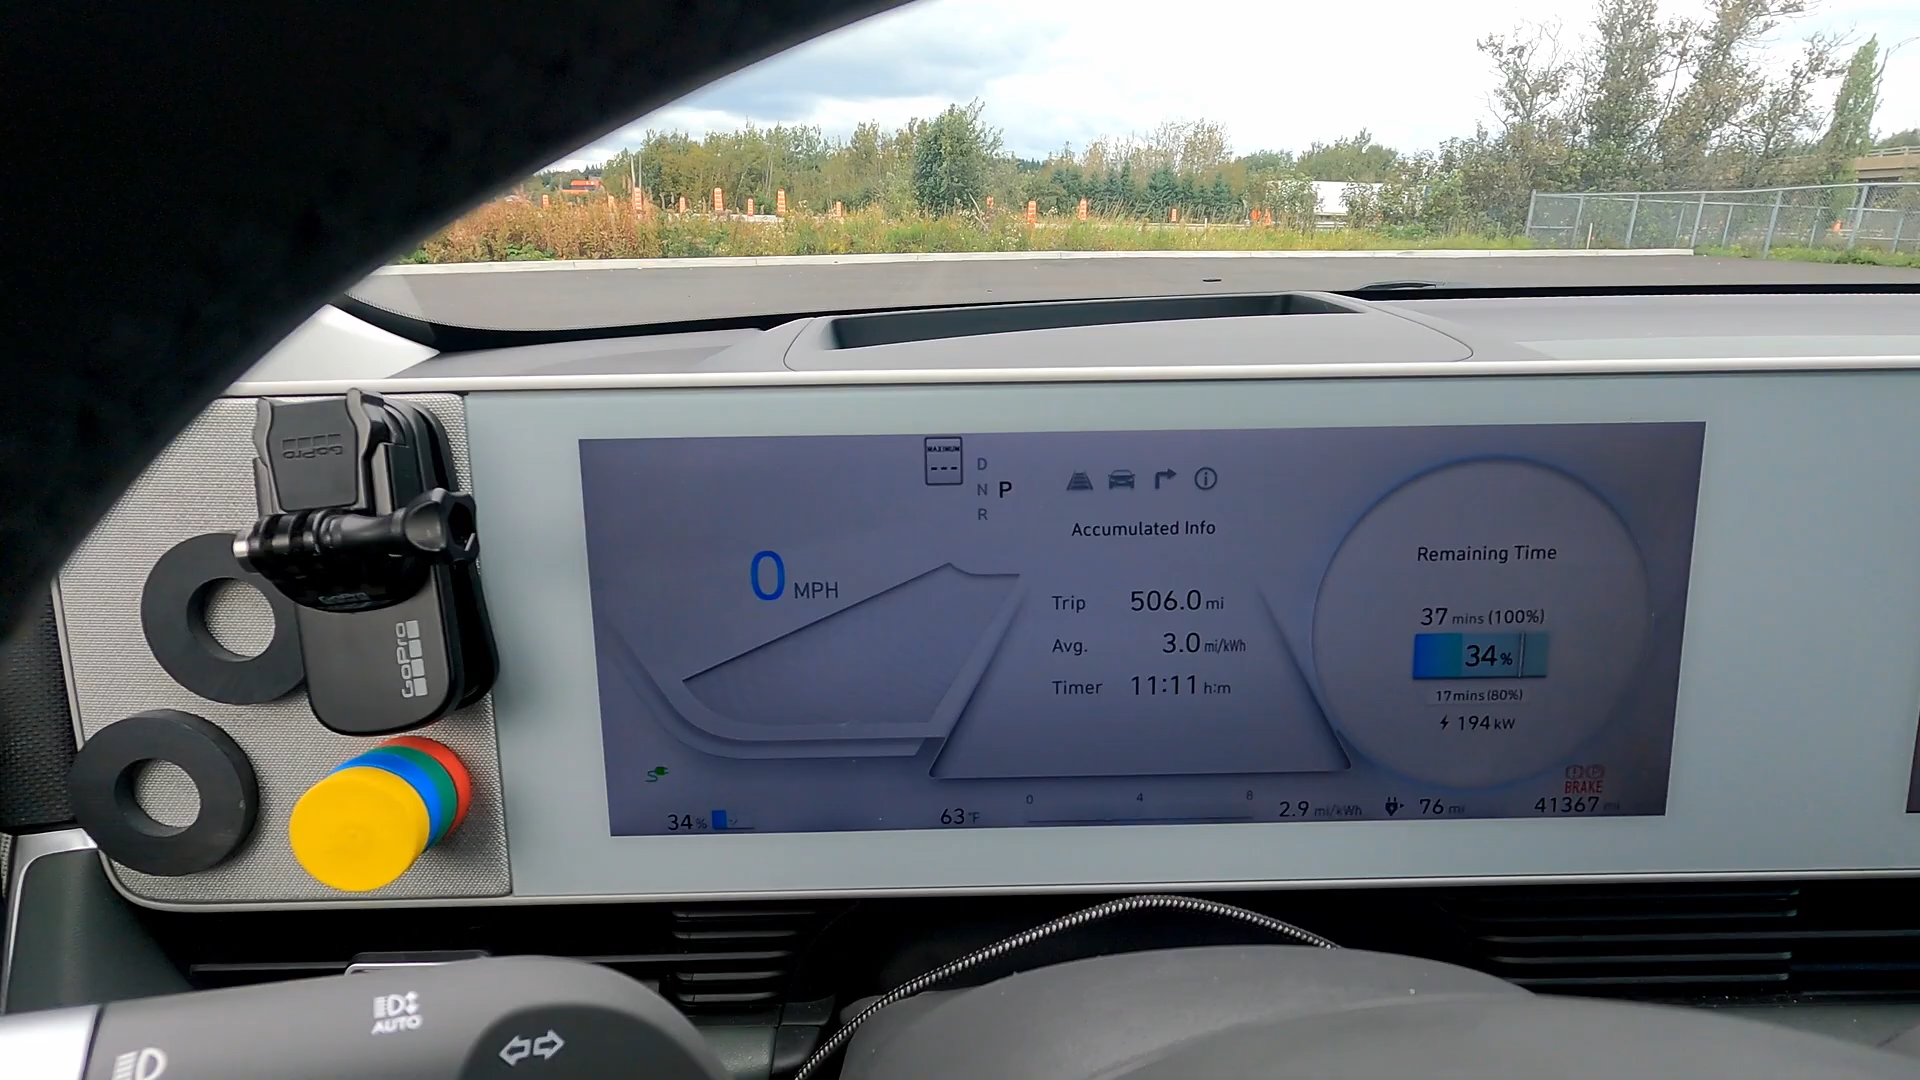 MAXIMUM
---
D
N P
R
Accumulated Info
0 MPH
Trip 506.0 mi
Avg. 3.0 mi/kWh
Timer 11:11 h:m
Remaining Time
37 mins (100%)
34%
17 mins (80%)
194 kW
BRAKE
34%
63°F
0 4 8
2.9 mi/kWh
76 mi
41367 mi
GoPro
GoPro
AUTO